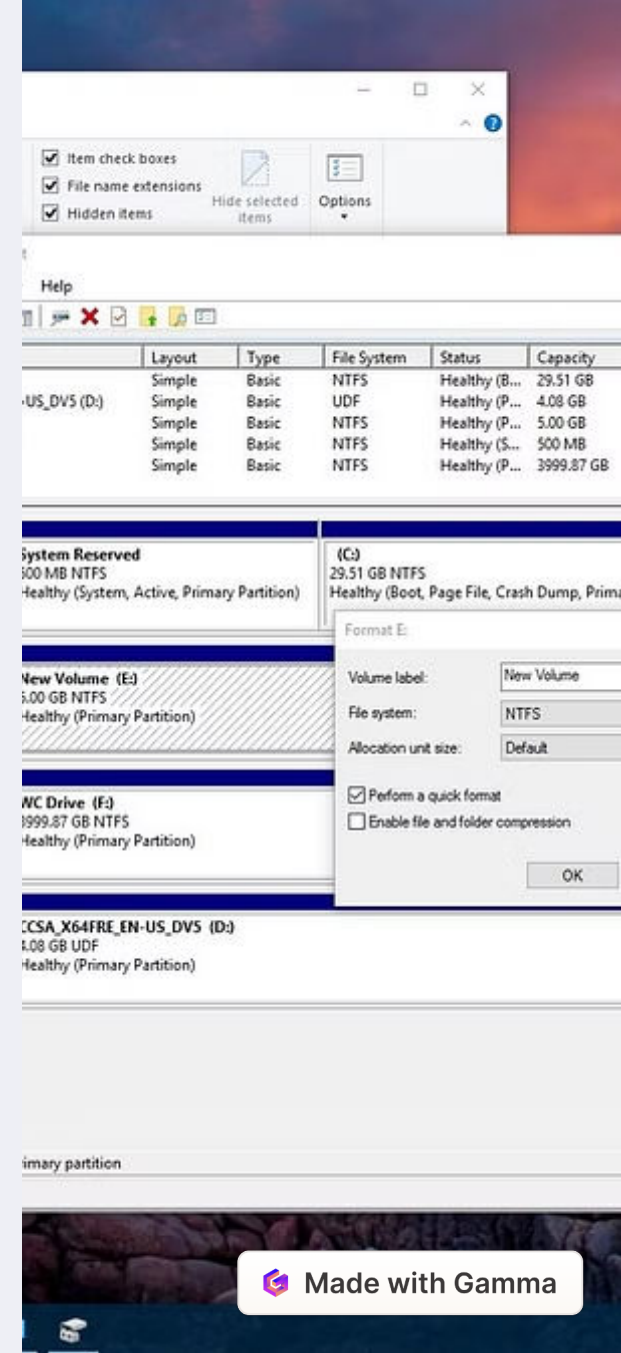 Item check boxes
File name extensions
Hidden items
Hide selected
items
Options
Help
Layout Type File System Status Capacity
Simple Basic NTFS Healthy (B... 29.51 GB
-US_DV5 (D:) Simple Basic UDF Healthy (P... 4.08 GB
Simple Basic NTFS Healthy (P... 5.00 GB
Simple Basic NTFS Healthy (S... 500 MB
Simple Basic NTFS Healthy (P... 3999.87 GB
System Reserved
500 MB NTFS
Healthy (System, Active, Primary Partition)
(C:)
29.51 GB NTFS
Healthy (Boot, Page File, Crash Dump, Prima
New Volume (E:)
5.00 GB NTFS
Healthy (Primary Partition)
Format E:
Volume label: New Volume
File system: NTFS
Allocation unit size: Default
Perform a quick format
Enable file and folder compression
OK
WC Drive (F:)
3999.87 GB NTFS
Healthy (Primary Partition)
CCSA_X64FRE_EN-US_DV5 (D:)
4.08 GB UDF
Healthy (Primary Partition)
imary partition
Made with Gamma